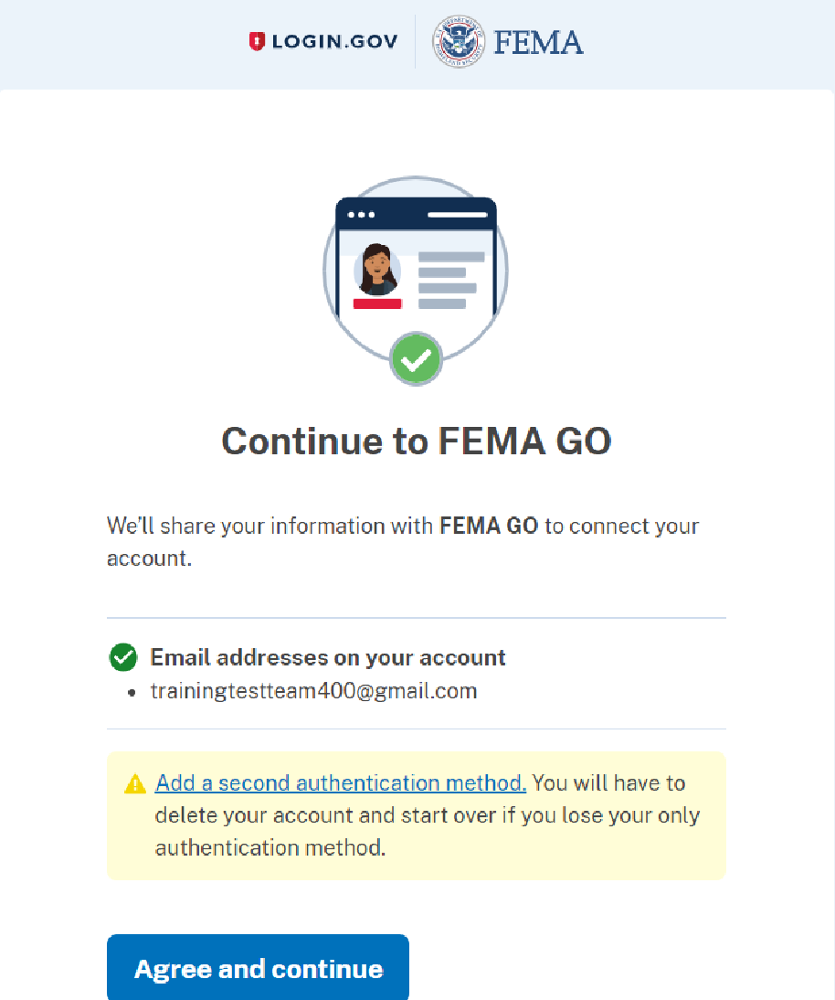 LOGIN.GOV
FEMA
Continue to FEMA GO
We'll share your information with FEMA GO to connect your
account.
Email addresses on your account
• trainingtestteam400@gmail.com
Add a second authentication method. You will have to
delete your account and start over if you lose your only
authentication method.
Agree and continue